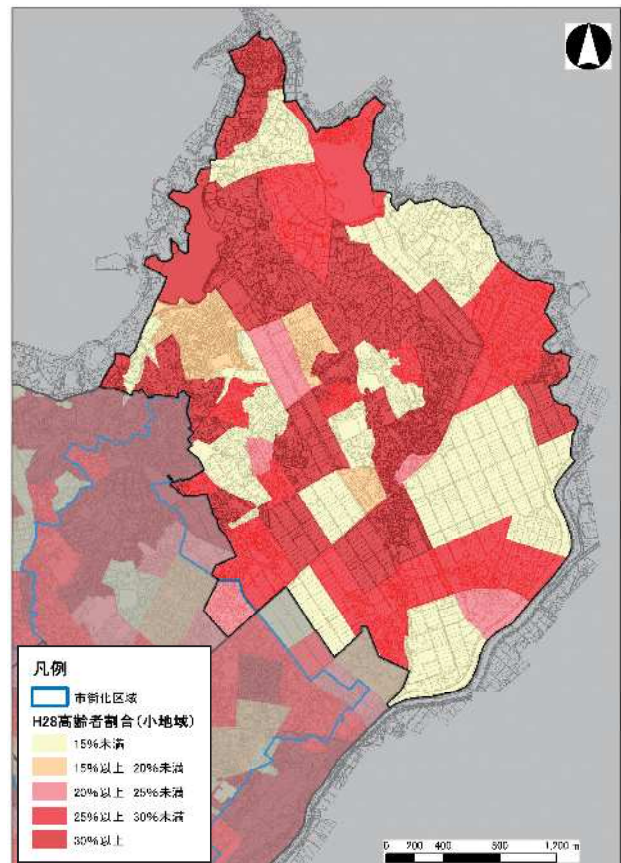 凡例
市街化区域
H28高齢者割合(小地域)
15%未満
15%以上 20%未満
20%以上 25%未満
25%以上 30%未満
30%以上
0 200 400 800 1,200 m